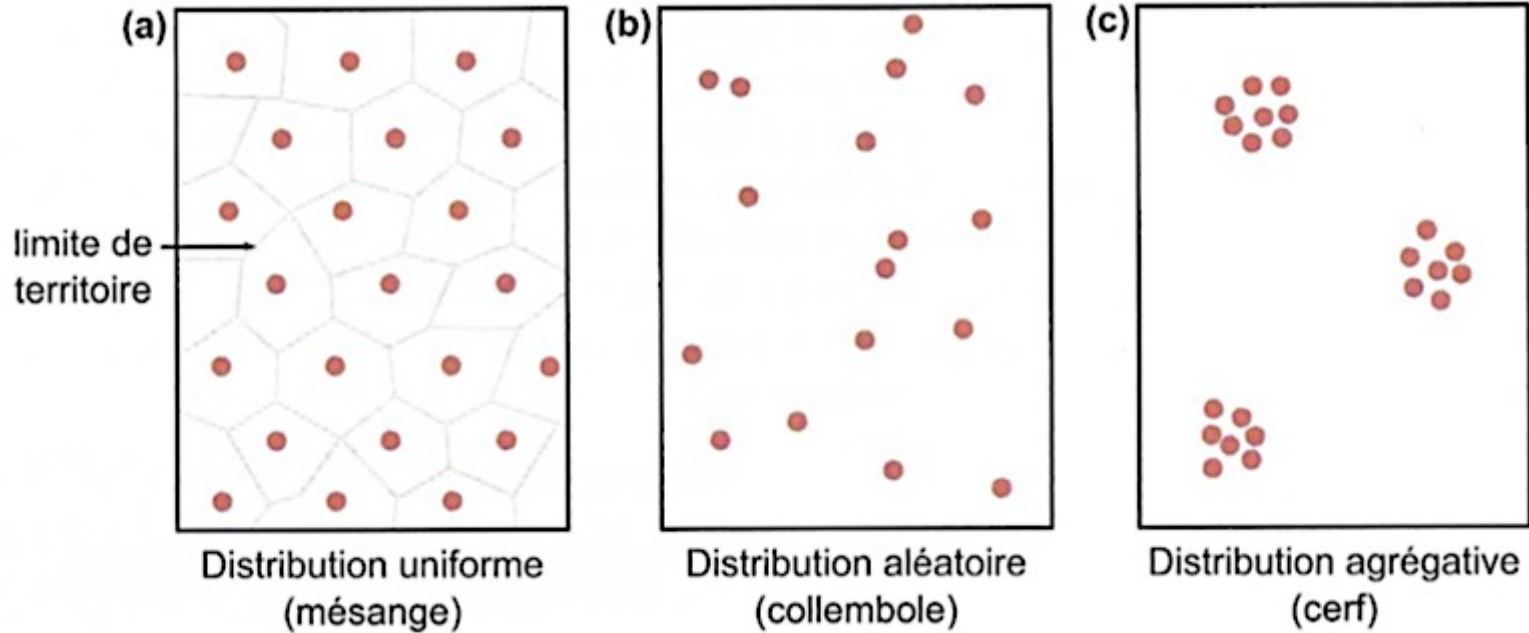 (a)
(b)
(c)
limite de
territoire
Distribution uniforme
(mésange)
Distribution aléatoire
(collembole)
Distribution agrégative
(cerf)